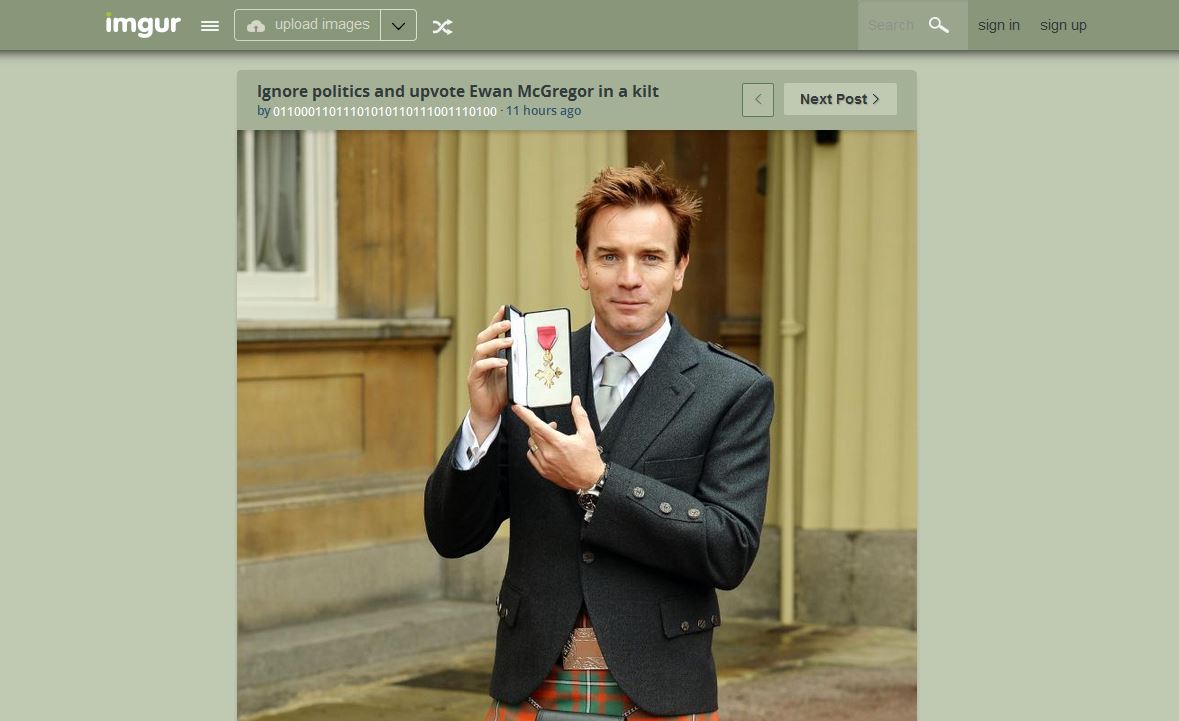 imgur
upload images
Search
sign in
sign up
Ignore politics and upvote Ewan McGregor in a kilt
by 01100011011101010110111001110100 · 11 hours ago
Next Post